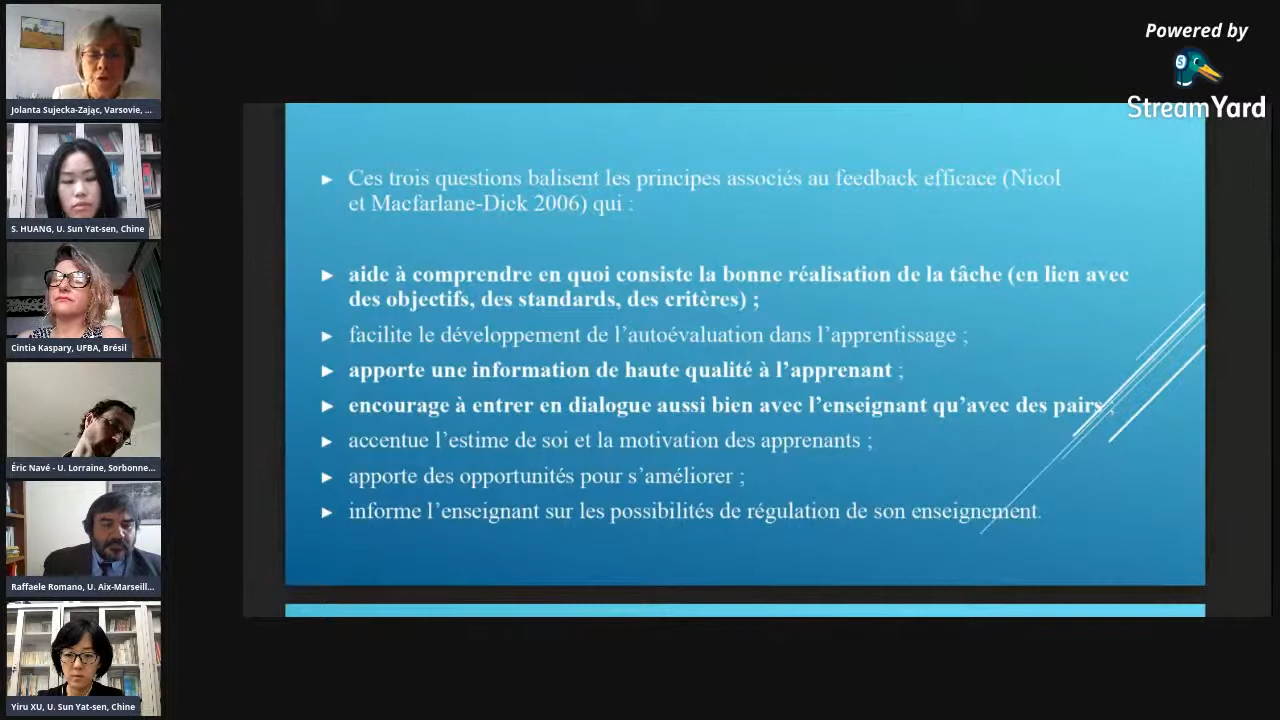 Powered by
StreamYard
Jolanta Sujecka-Zając, Varsovie, ...
S. HUANG, U. Sun Yat-sen, Chine
Cintia Kaspary, UFBA, Brésil
Éric Navé - U. Lorraine, Sorbonne...
Raffaele Romano, U. Aix-Marseill...
Yiru XU, U. Sun Yat-sen, Chine
► Ces trois questions balisent les principes associés au feedback efficace (Nicol
et Macfarlane-Dick 2006) qui :
► aide à comprendre en quoi consiste la bonne réalisation de la tâche (en lien avec
des objectifs, des standards, des critères) ;
► facilite le développement de l’autoévaluation dans l’apprentissage ;
► apporte une information de haute qualité à l’apprenant ;
► encourage à entrer en dialogue aussi bien avec l’enseignant qu’avec des pairs ;
► accentue l’estime de soi et la motivation des apprenants ;
► apporte des opportunités pour s’améliorer ;
► informe l’enseignant sur les possibilités de régulation de son enseignement.